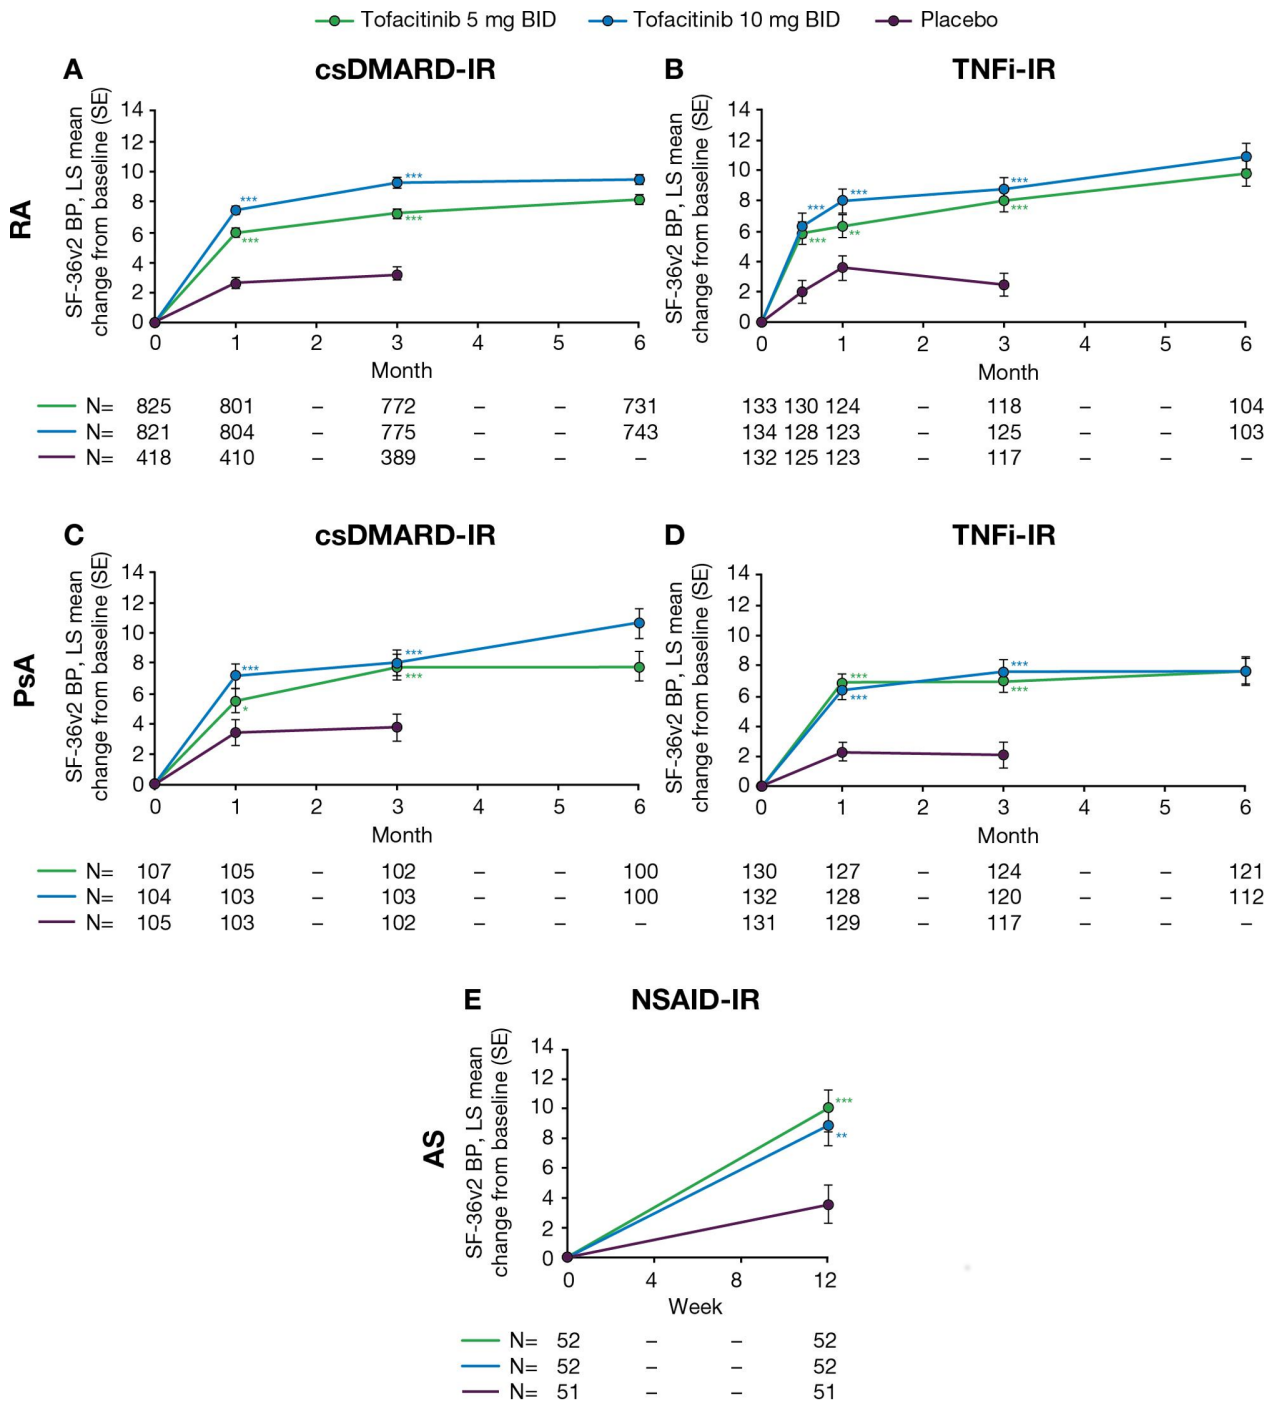 Tofacitinib 5 mg BID Tofacitinib 10 mg BID Placebo
RA
A csDMARD-IR
SF-36v2 BP, LS mean
change from baseline (SE)
14
12
10
8
6
4
2
0
*** *** *** ***
0 1 2 3 4 5 6
Month
N= 825 801 – 772 – – 731
N= 821 804 – 775 – – 743
N= 418 410 – 389 – – –
B TNFi-IR
SF-36v2 BP, LS mean
change from baseline (SE)
14
12
10
8
6
4
2
0
*** *** *** *** ** ***
0 1 2 3 4 5 6
Month
133 130 124 – 118 – – 104
134 128 123 – 125 – – 103
132 125 123 – 117 – – –
PsA
C csDMARD-IR
SF-36v2 BP, LS mean
change from baseline (SE)
14
12
10
8
6
4
2
0
*** * *** ***
0 1 2 3 4 5 6
Month
N= 107 105 – 102 – – 100
N= 104 103 – 103 – – 100
N= 105 103 – 102 – – –
D TNFi-IR
SF-36v2 BP, LS mean
change from baseline (SE)
14
12
10
8
6
4
2
0
*** *** *** ***
0 1 2 3 4 5 6
Month
130 127 – 124 – – 121
132 128 – 120 – – 112
131 129 – 117 – – –
AS
E NSAID-IR
SF-36v2 BP, LS mean
change from baseline (SE)
14
12
10
8
6
4
2
0
***
**
0 4 8 12
Week
N= 52 – – 52
N= 52 – – 52
N= 51 – – 51